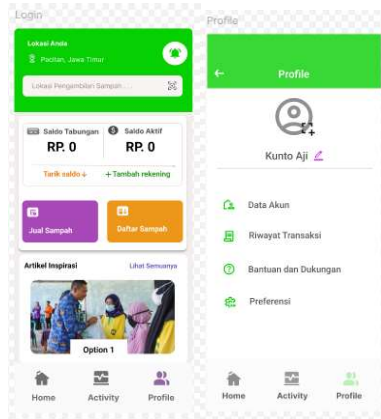 Login
Lokasi Anda
Pacitan, Jawa Timur
Lokasi Pengambilan Sampah . . .
Saldo Tabungan
RP. 0
Saldo Aktif
RP. 0
Tarik saldo
+ Tambah rekening
Jual Sampah
Daftar Sampah
Artikel Inspirasi
Lihat Semuanya
Option 1
Home
Activity
Profile
Profile
Profile
Kunto Aji
Data Akun
Riwayat Transaksi
Bantuan dan Dukungan
Preferensi
Home
Activity
Profile